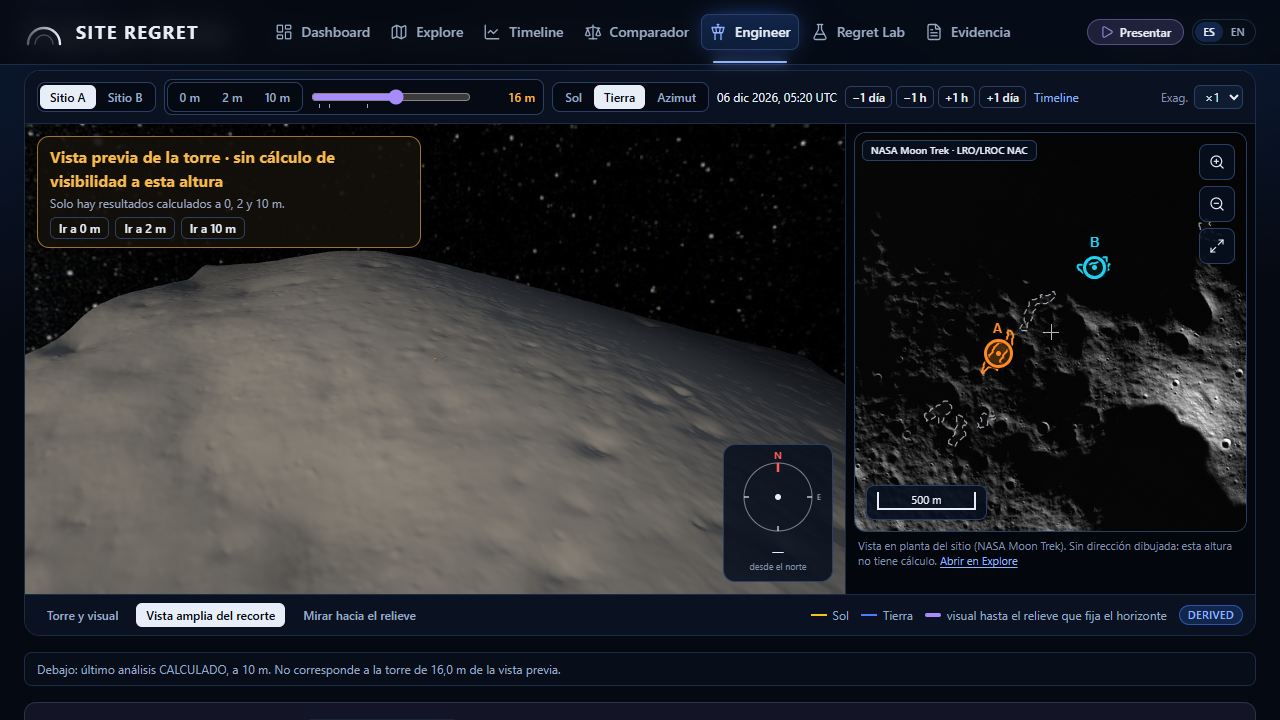 SITE REGRET
Dashboard
Explore
Timeline
Comparador
Engineer
Regret Lab
Evidencia
Presentar
ES
EN
Sitio A
Sitio B
0 m
2 m
10 m
16 m
Sol
Tierra
Azimut
06 dic 2026, 05:20 UTC
−1 día
−1 h
+1 h
+1 día
Timeline
Exag.
×1
Vista previa de la torre · sin cálculo de
visibilidad a esta altura
Solo hay resultados calculados a 0, 2 y 10 m.
Ir a 0 m
Ir a 2 m
Ir a 10 m
N
E
—
desde el norte
NASA Moon Trek · LRO/LROC NAC
B
A
500 m
Vista en planta del sitio (NASA Moon Trek). Sin dirección dibujada: esta altura
no tiene cálculo. Abrir en Explore
Torre y visual
Vista amplia del recorte
Mirar hacia el relieve
Sol
Tierra
visual hasta el relieve que fija el horizonte
DERIVED
Debajo: último análisis CALCULADO, a 10 m. No corresponde a la torre de 16,0 m de la vista previa.